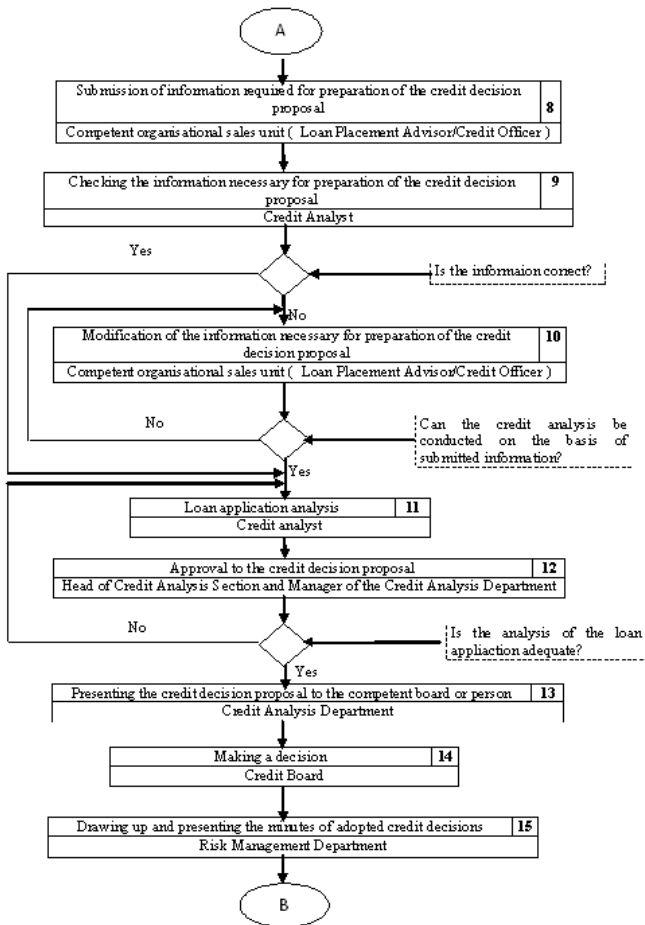 A
Submission of information required for preparation of the credit decision
proposal
8
Competent organisational sales unit ( Loan Placement Advisor/Credit Officer )
Checking the information necessary for preparation of the credit decision
proposal
9
Credit Analyst
Yes
Is the informaion correct?
No
Modification of the information necessary for preparation of the credit
decision proposal
10
Competent organisational sales unit ( Loan Placement Advisor/Credit Officer )
No
Can the credit analysis be
conducted on the basis of
submitted information?
Yes
Loan application analysis 11
Credit analyst
Approval to the credit decision proposal 12
Head of Credit Analysis Section and Manager of the Credit Analysis Department
No
Is the analysis of the loan
appliaction adequate?
Yes
Presenting the credit decision proposal to the competent board or person 13
Credit Analysis Department
Making a decision 14
Credit Board
Drawing up and presenting the minutes of adopted credit decisions 15
Risk Management Department
B